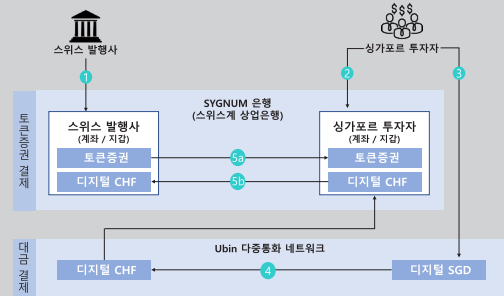 스위스 발행사
싱가포르 투자자
1
2
3
토큰증권 결제
SYGNUM 은행
(스위스계 상업은행)
스위스 발행사
(계좌 / 지갑)
토큰증권
디지털 CHF
5a
5b
싱가포르 투자자
(계좌 / 지갑)
토큰증권
디지털 CHF
대금 결제
Ubin 다중통화 네트워크
디지털 CHF
4
디지털 SGD